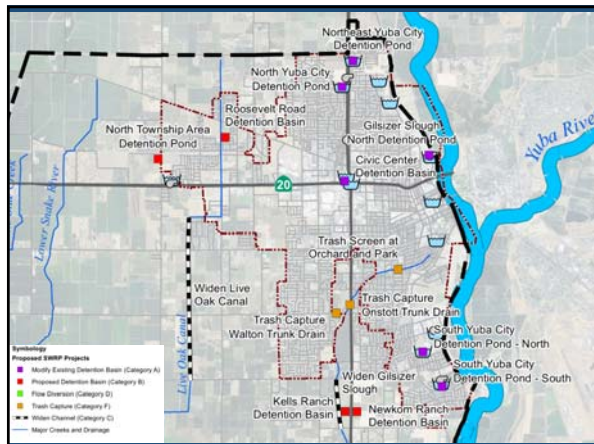 Northeast Yuba City
Detention Pond
North Yuba City
Detention Pond
Roosevelt Road
Detention Basin
North Township Area
Detention Pond
Gilsizer Slough
North Detention Pond
Civic Center
Detention Basin
Yuba River
20
Lower Snake River
Trash Screen at
Orchard and Park
Widen Live
Oak Canal
Trash Capture
Onstott Trunk Drain
Trash Capture
Walton Trunk Drain
South Yuba City
Detention Pond - North
Live Oak Canal
Widen Gilsizer
Slough
South Yuba City
Detention Pond - South
Kells Ranch
Detention Basin
Newkom Ranch
Detention Basin
Symbology
Proposed SWRP Projects
Modify Existing Detention Basin (Category A)
Proposed Detention Basin (Category B)
Flow Diversion (Category D)
Trash Capture (Category F)
Widen Channel (Category C)
Major Creeks and Drainage